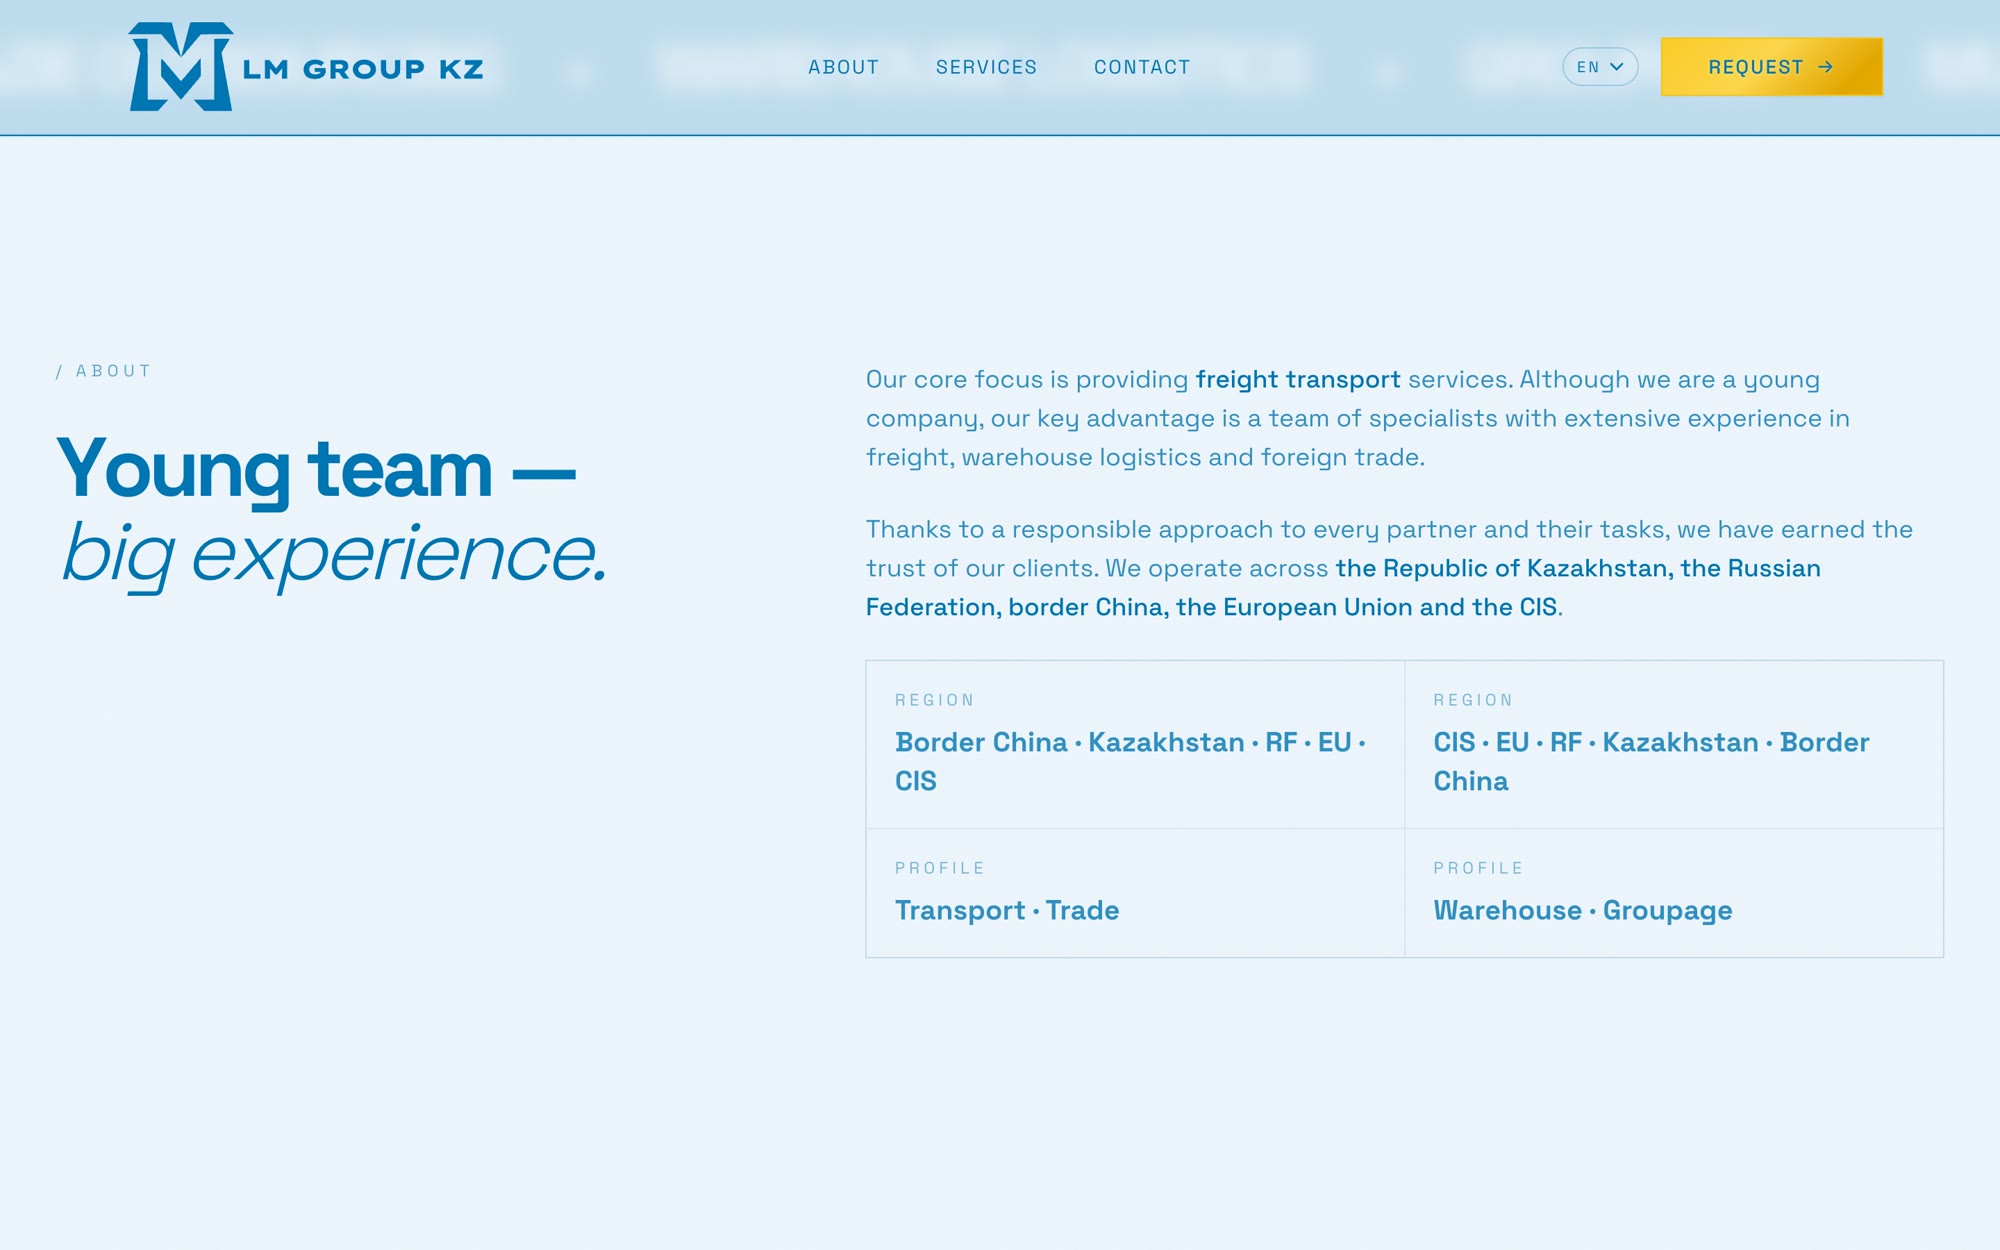 LM GROUP KZ
ABOUT
SERVICES
CONTACT
EN
REQUEST →
/ ABOUT
Young team —
big experience.
Our core focus is providing freight transport services. Although we are a young
company, our key advantage is a team of specialists with extensive experience in
freight, warehouse logistics and foreign trade.
Thanks to a responsible approach to every partner and their tasks, we have earned the
trust of our clients. We operate across the Republic of Kazakhstan, the Russian
Federation, border China, the European Union and the CIS.
REGION
Border China · Kazakhstan · RF · EU ·
CIS
REGION
CIS · EU · RF · Kazakhstan · Border
China
PROFILE
Transport · Trade
PROFILE
Warehouse · Groupage